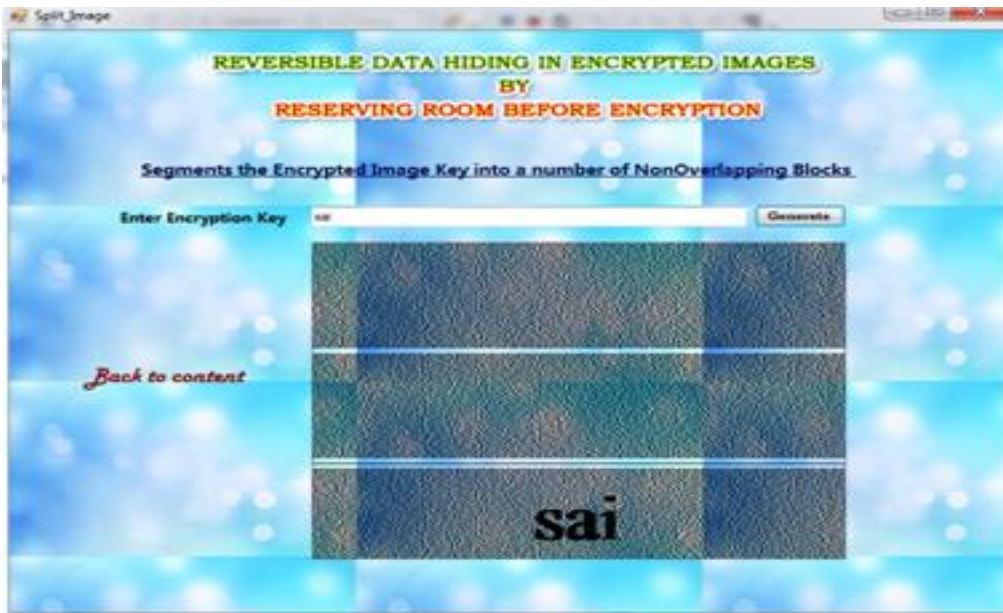 Split_Image
REVERSIBLE DATA HIDING IN ENCRYPTED IMAGES
BY
RESERVING ROOM BEFORE ENCRYPTION
Segments the Encrypted Image Key into a number of NonOverlapping Blocks
Enter Encryption Key sai Generate
Back to content
sai